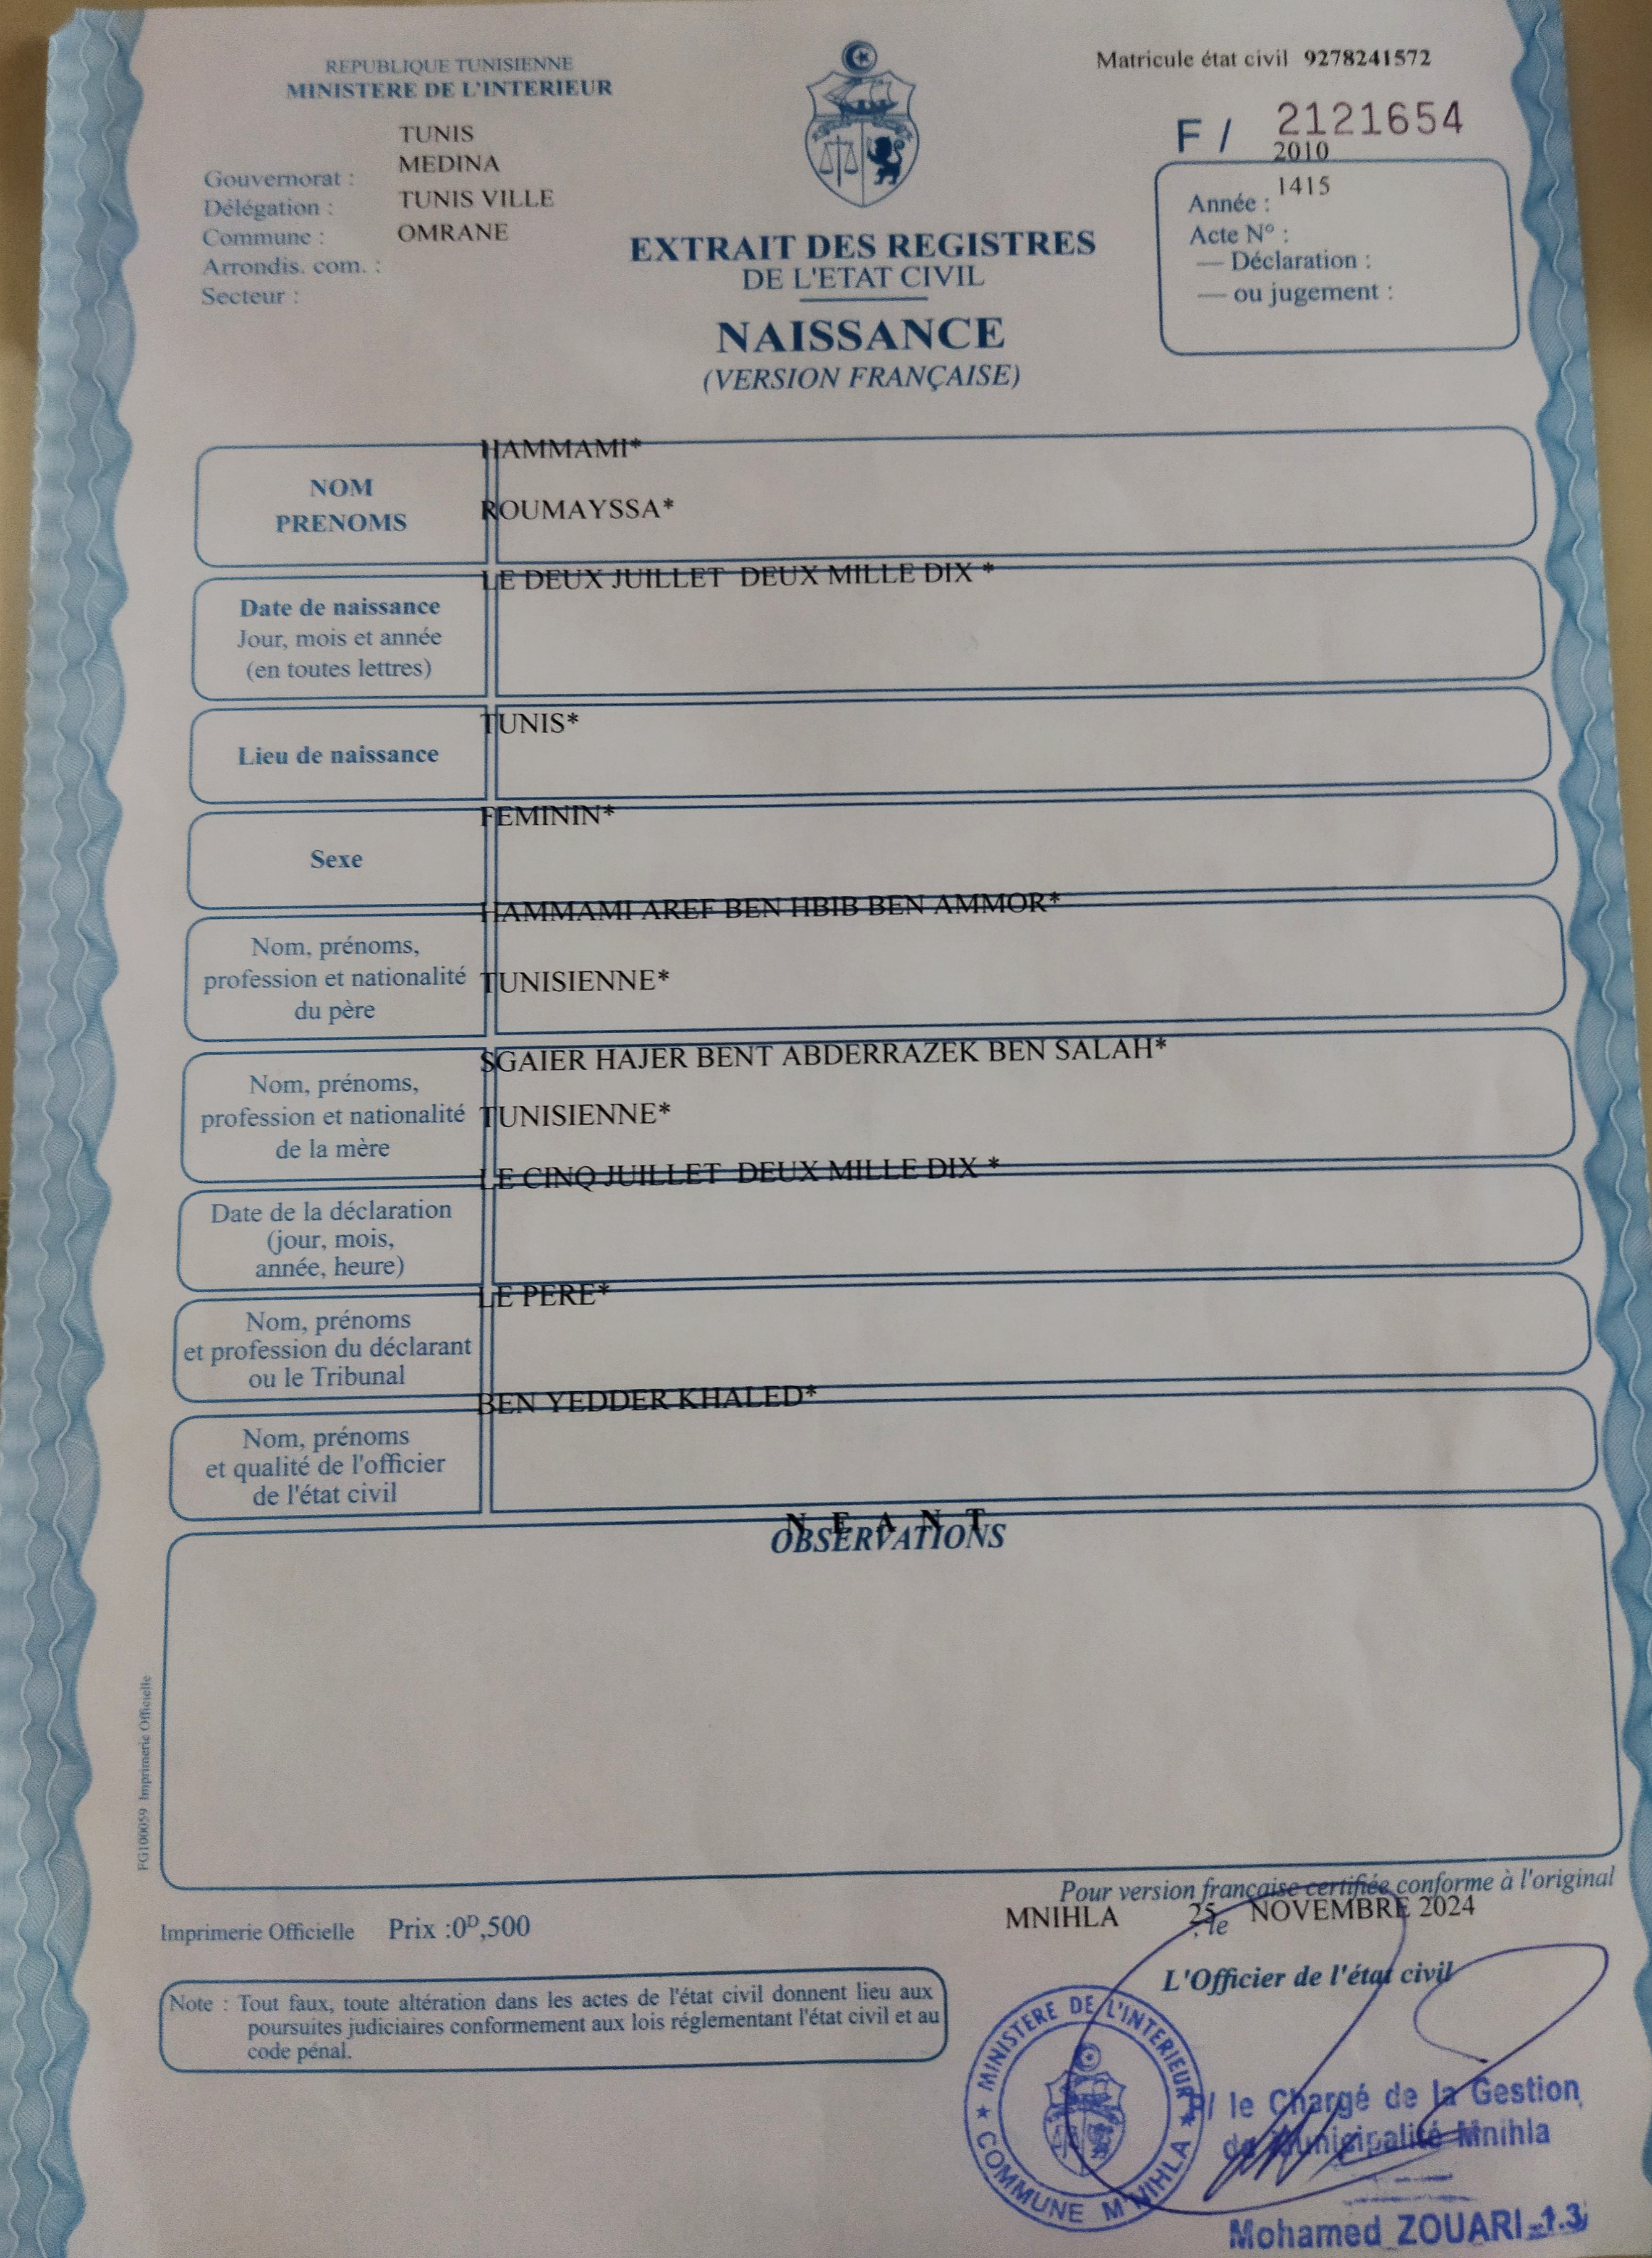 REPUBLIQUE TUNISIENNE
MINISTERE DE L'INTERIEUR
Matricule état civil 9278241572
F / 2121654
TUNIS
MEDINA
TUNIS VILLE
OMRANE
Gouvernorat :
Délégation :
Commune :
Arrondis. com. :
Secteur :
2010
1415
Année :
Acte N° :
— Déclaration :
— ou jugement :
EXTRAIT DES REGISTRES
DE L'ETAT CIVIL
NAISSANCE
(VERSION FRANÇAISE)
HAMMAMI*
NOM
PRENOMS
ROUMAYSSA*
LE DEUX JUILLET DEUX MILLE DIX *
Date de naissance
Jour, mois et année
(en toutes lettres)
TUNIS*
Lieu de naissance
FEMININ*
Sexe
HAMMAMI AREF BEN HBIB BEN AMMOR*
Nom, prénoms,
profession et nationalité
du père
TUNISIENNE*
SGAIER HAJER BENT ABDERRAZEK BEN SALAH*
Nom, prénoms,
profession et nationalité
de la mère
TUNISIENNE*
LE CINQ JUILLET DEUX MILLE DIX *
Date de la déclaration
(jour, mois,
année, heure)
LE PERE*
Nom, prénoms
et profession du déclarant
ou le Tribunal
BEN YEDDER KHALED*
Nom, prénoms
et qualité de l'officier
de l'état civil
N E A N T
OBSERVATIONS
FG100059 Imprimerie Officielle
Pour version française certifiée conforme à l'original
MNIHLA 25 , le NOVEMBRE 2024
Imprimerie Officielle Prix :0ᴰ,500
L'Officier de l'état civil
Note : Tout faux, toute altération dans les actes de l'état civil donnent lieu aux
poursuites judiciaires conformement aux lois réglementant l'état civil et au
code pénal.
★ MINISTERE DE L'INTERIEUR ★
COMMUNE M'NIHLA
P/ le Chargé de la Gestion
de Municipalité Mnihla
Mohamed ZOUARI